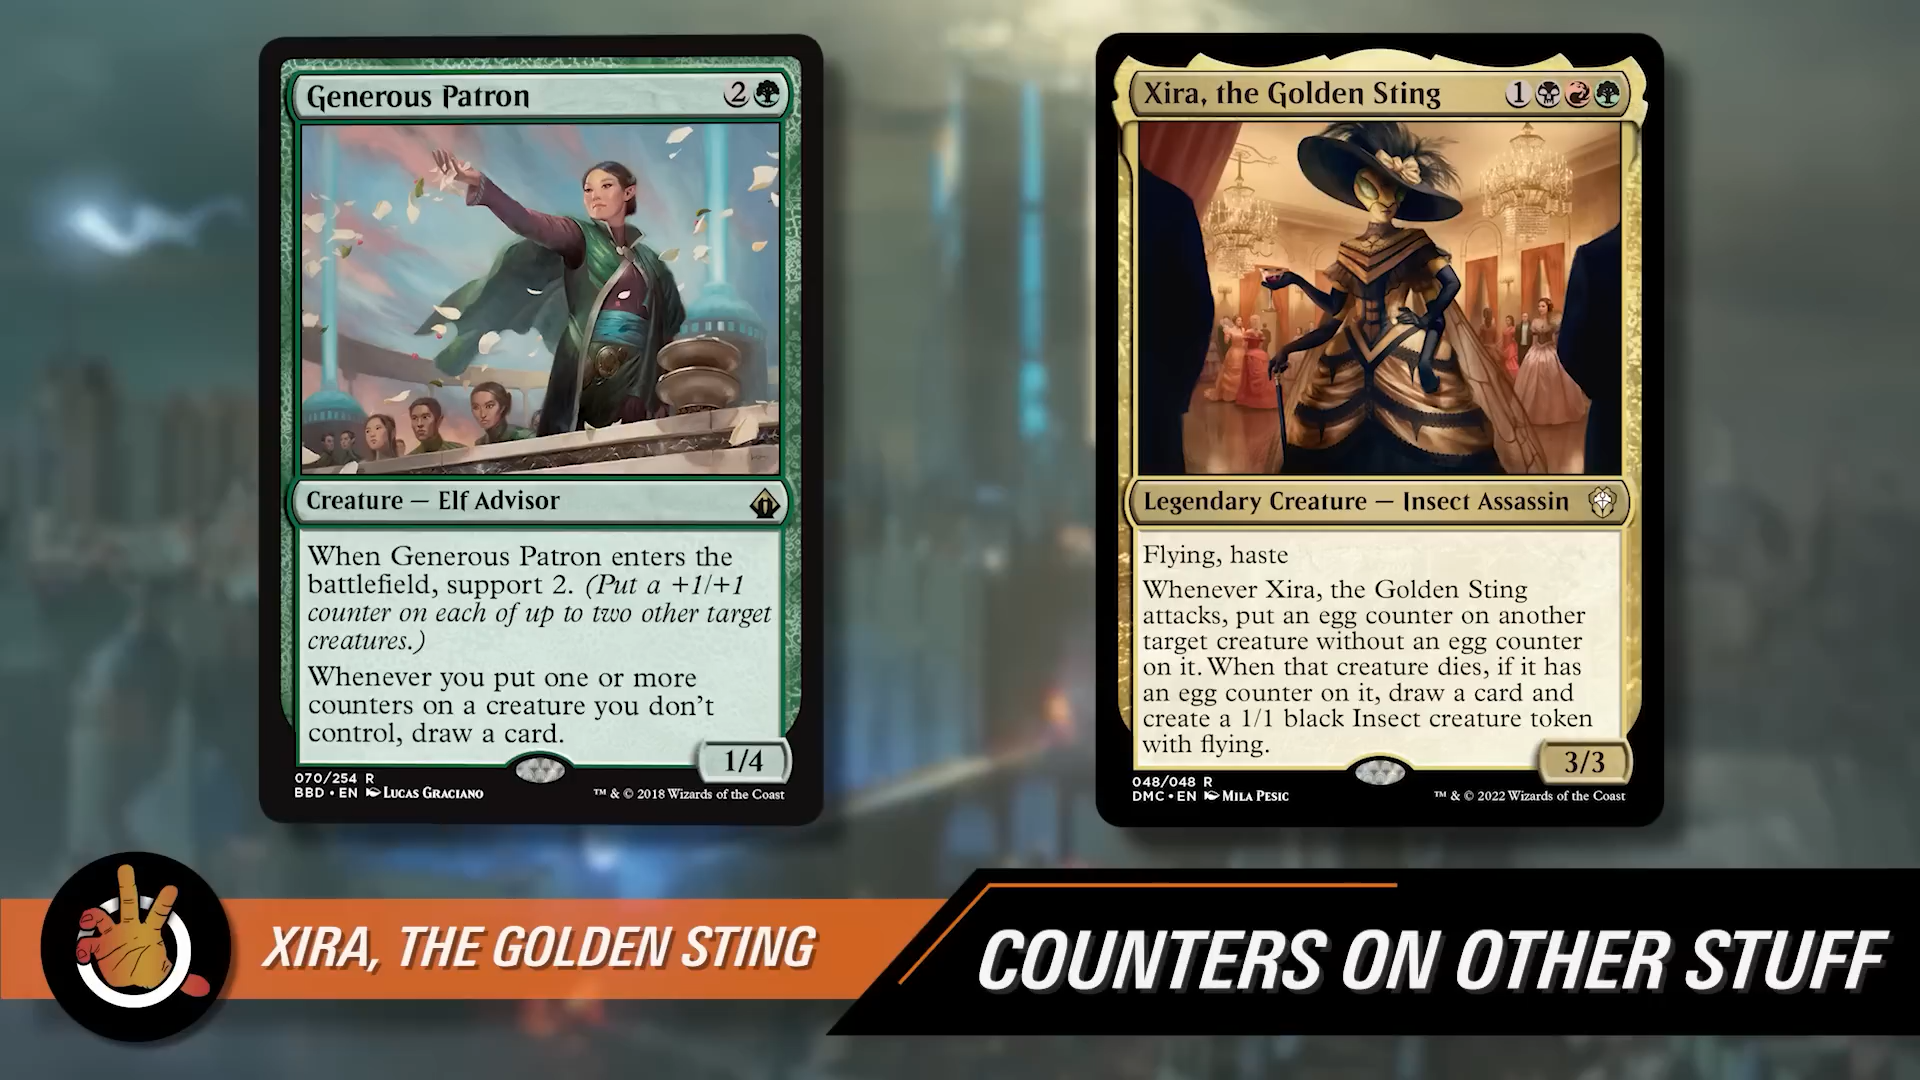 Generous Patron
2
Creature — Elf Advisor
When Generous Patron enters the
battlefield, support 2. (Put a +1/+1
counter on each of up to two other target
creatures.)
Whenever you put one or more
counters on a creature you don't
control, draw a card.
1/4
070/254 R
BBD • EN Lucas Graciano
™ & © 2018 Wizards of the Coast
Xira, the Golden Sting
1
Legendary Creature — Insect Assassin
Flying, haste
Whenever Xira, the Golden Sting
attacks, put an egg counter on another
target creature without an egg counter
on it. When that creature dies, if it has
an egg counter on it, draw a card and
create a 1/1 black Insect creature token
with flying.
3/3
048/048 R
DMC • EN Mila Pesic
™ & © 2022 Wizards of the Coast
XIRA, THE GOLDEN STING
COUNTERS ON OTHER STUFF